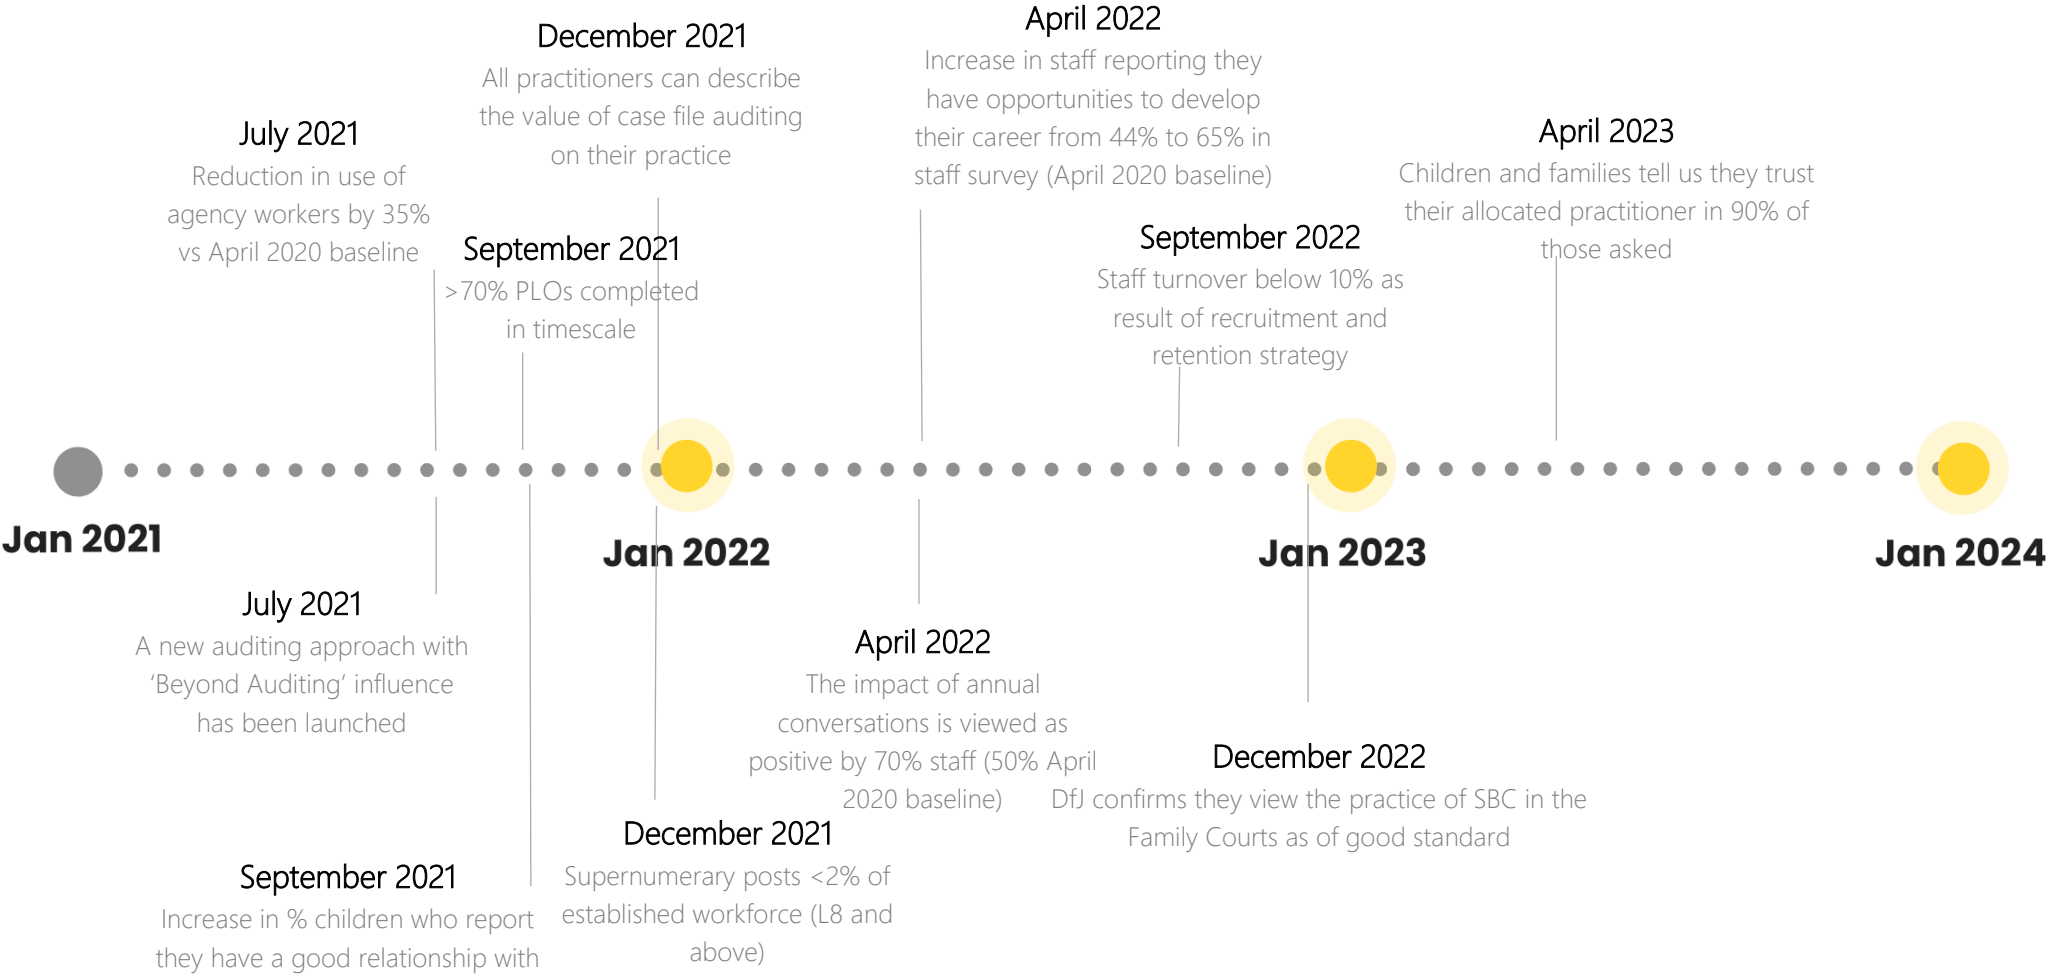 April 2022
Increase in staff reporting they
have opportunities to develop
their career from 44% to 65% in
staff survey (April 2020 baseline)
December 2021
All practitioners can describe
the value of case file auditing
on their practice
July 2021
Reduction in use of
agency workers by 35%
vs April 2020 baseline
April 2023
Children and families tell us they trust
their allocated practitioner in 90% of
those asked
September 2021
>70% PLOs completed
in timescale
September 2022
Staff turnover below 10% as
result of recruitment and
retention strategy
Jan 2021
Jan 2022
Jan 2023
Jan 2024
July 2021
A new auditing approach with
‘Beyond Auditing’ influence
has been launched
April 2022
The impact of annual
conversations is viewed as
positive by 70% staff (50% April
2020 baseline)
December 2022
DfJ confirms they view the practice of SBC in the
Family Courts as of good standard
December 2021
Supernumerary posts <2% of
established workforce (L8 and
above)
September 2021
Increase in % children who report
they have a good relationship with